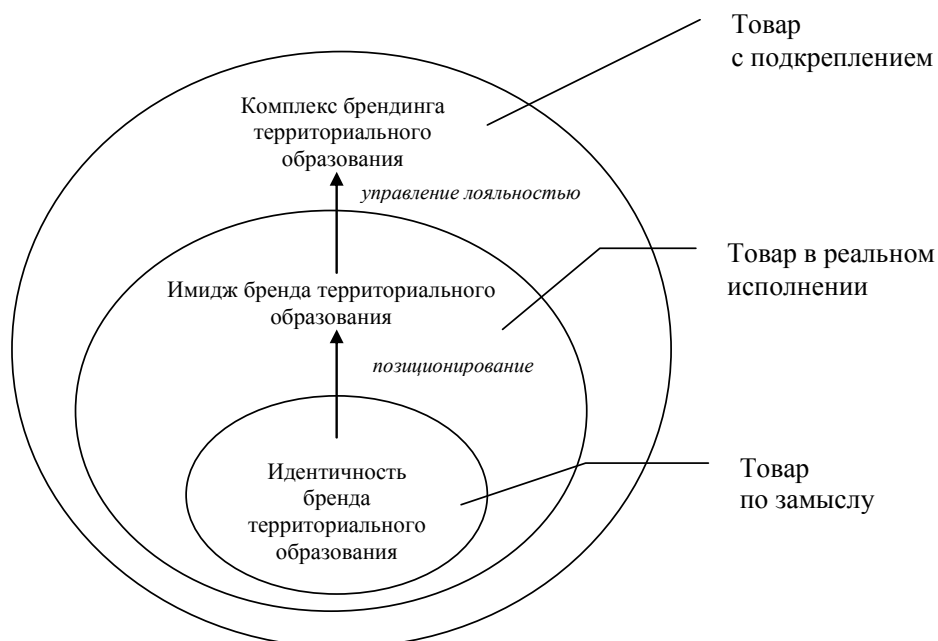 Товар
с подкреплением
Комплекс брендинга
территориального
образования
управление лояльностью
Товар в реальном
исполнении
Имидж бренда территориального
образования
позиционирование
Товар
по замыслу
Идентичность
бренда
территориального
образования